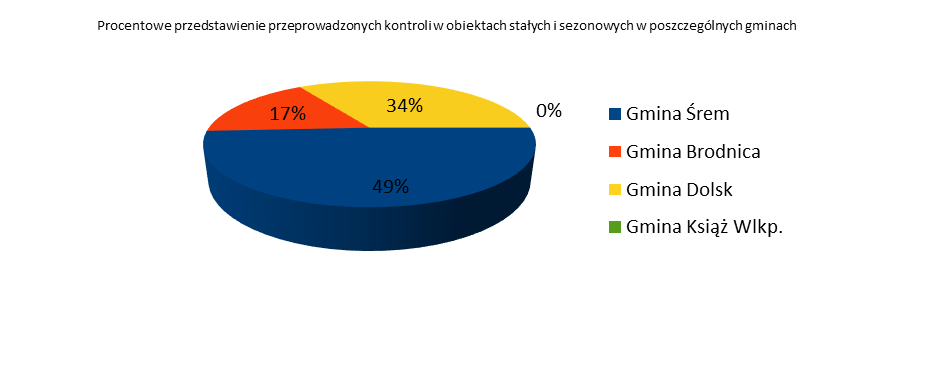 Procentowe przedstawienie przeprowadzonych kontroli w obiektach stałych i sezonowych w poszczególnych gminach
34%
0%
17%
49%
Gmina Śrem
Gmina Brodnica
Gmina Dolsk
Gmina Książ Wlkp.